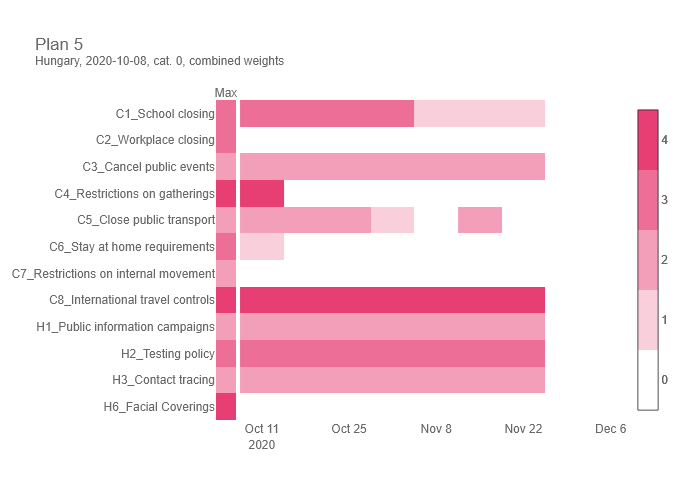 Plan 5
Hungary, 2020-10-08, cat. 0, combined weights
Max
C1_School closing
C2_Workplace closing
C3_Cancel public events
C4_Restrictions on gatherings
C5_Close public transport
C6_Stay at home requirements
C7_Restrictions on internal movement
C8_International travel controls
H1_Public information campaigns
H2_Testing policy
H3_Contact tracing
H6_Facial Coverings
Oct 11 Oct 25 Nov 8 Nov 22 Dec 6
2020
4
3
2
1
0